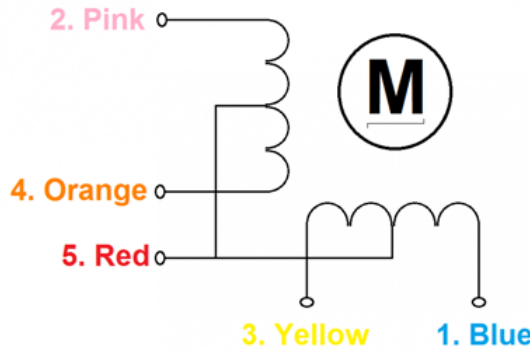 2. Pink
M
4. Orange
5. Red
3. Yellow
1. Blue